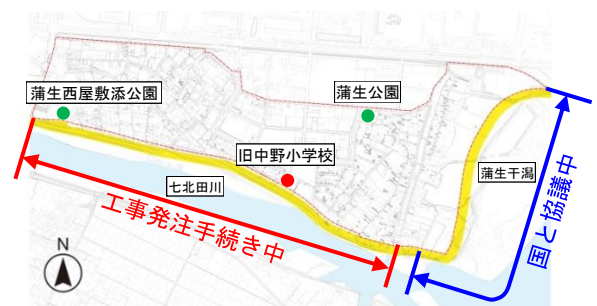 蒲生西屋敷添公園
蒲生公園
旧中野小学校
蒲生干潟
七北田川
工事発注手続き中
国と協議中
N